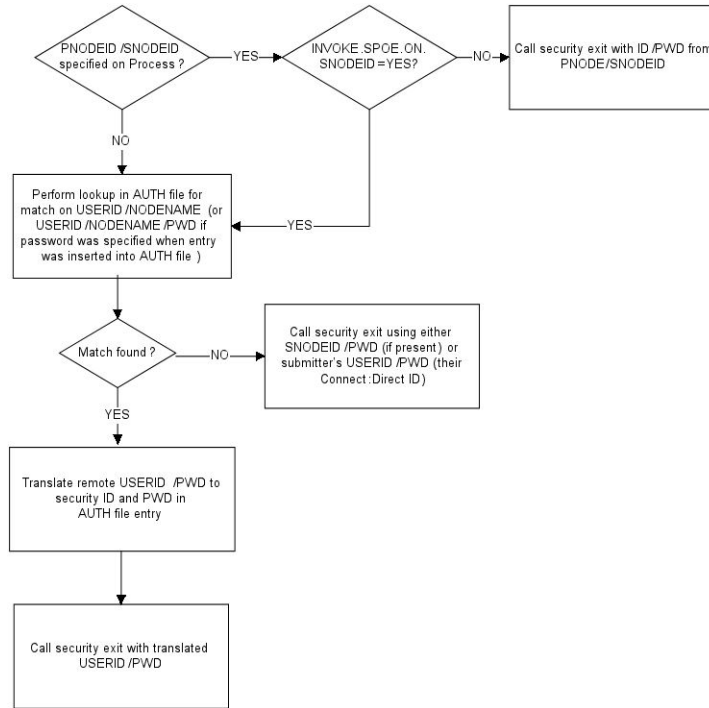 PNODEID /SNODEID
specified on Process ?
YES
INVOKE.SPOE.ON.
SNODEID =YES?
NO
Call security exit with ID /PWD from
PNODE/SNODEID
NO
Perform lookup in AUTH file for
match on USERID /NODENAME (or
USERID /NODENAME /PWD if
password was specified when entry
was inserted into AUTH file )
YES
Match found ?
NO
Call security exit using either
SNODEID /PWD (if present) or
submitter's USERID /PWD (their
Connect:Direct ID)
YES
Translate remote USERID /PWD to
security ID and PWD in
AUTH file entry
Call security exit with translated
USERID /PWD